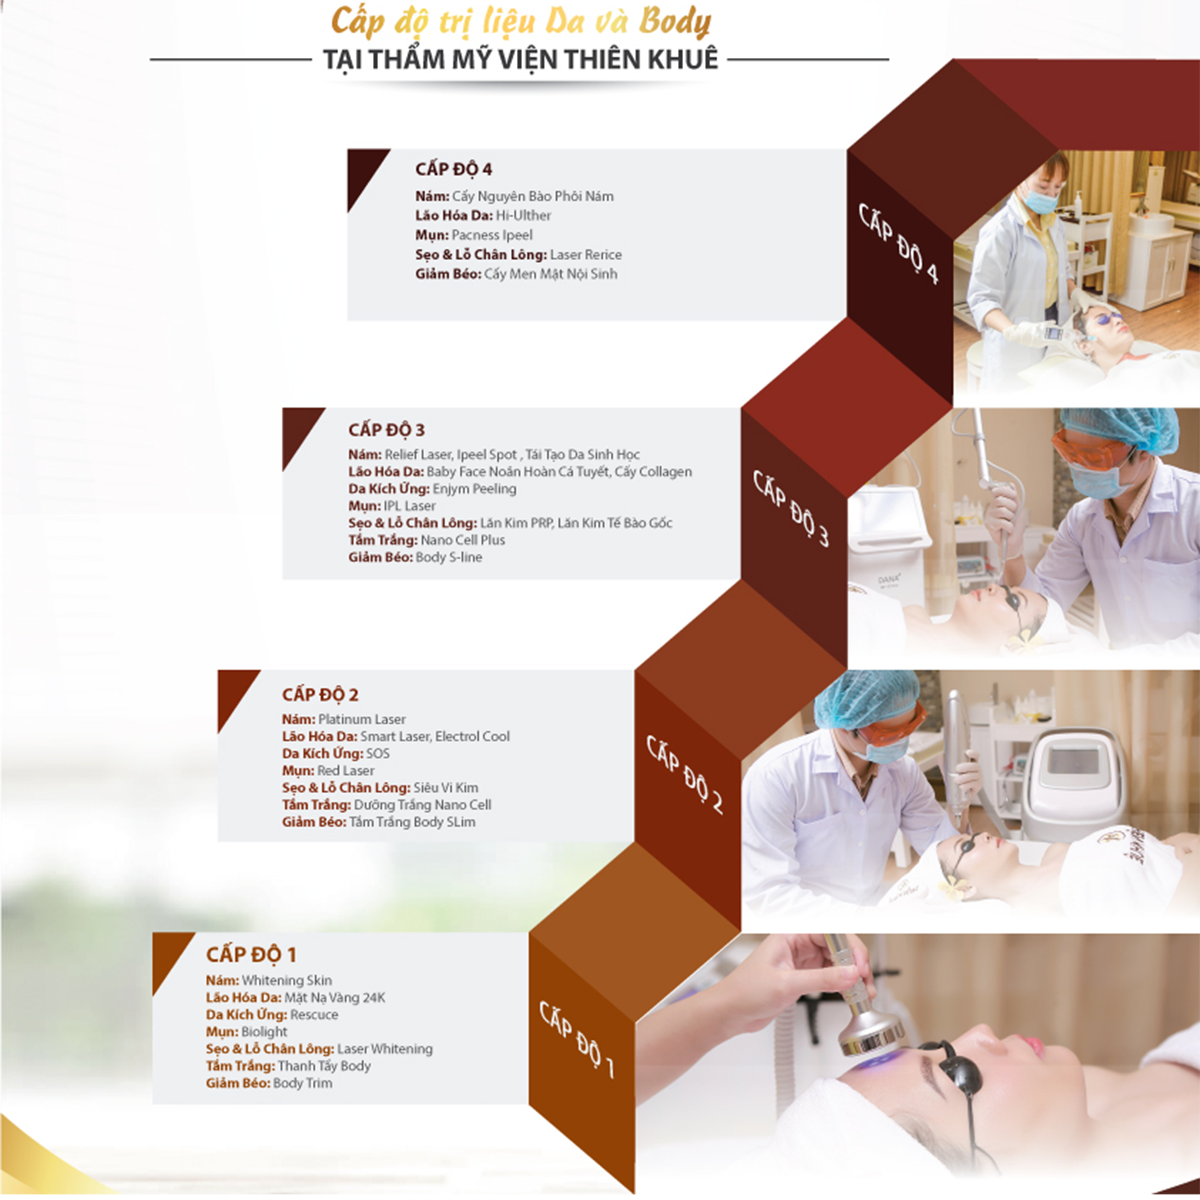 Cấp độ trị liệu Da và Body
TẠI THẨM MỸ VIỆN THIÊN KHUÊ
CẤP ĐỘ 4
Nám: Cấy Nguyên Bào Phôi Nám
Lão Hóa Da: Hi-Ulther
Mụn: Pacness Ipeel
Sẹo & Lỗ Chân Lông: Laser Rerice
Giảm Béo: Cấy Men Mật Nội Sinh
CẤP ĐỘ 4
CẤP ĐỘ 3
Nám: Relief Laser, Ipeel Spot , Tái Tạo Da Sinh Học
Lão Hóa Da: Baby Face Noãn Hoàn Cá Tuyết, Cấy Collagen
Da Kích Ứng: Enjym Peeling
Mụn: IPL Laser
Sẹo & Lỗ Chân Lông: Lăn Kim PRP, Lăn Kim Tế Bào Gốc
Tắm Trắng: Nano Cell Plus
Giảm Béo: Body S-line
CẤP ĐỘ 3
DANA
CẤP ĐỘ 2
Nám: Platinum Laser
Lão Hóa Da: Smart Laser, Electrol Cool
Da Kích Ứng: SOS
Mụn: Red Laser
Sẹo & Lỗ Chân Lông: Siêu Vi Kim
Tắm Trắng: Dưỡng Trắng Nano Cell
Giảm Béo: Tắm Trắng Body SLim
CẤP ĐỘ 2
CẤP ĐỘ 1
Nám: Whitening Skin
Lão Hóa Da: Mặt Nạ Vàng 24K
Da Kích Ứng: Rescuce
Mụn: Biolight
Sẹo & Lỗ Chân Lông: Laser Whitening
Tắm Trắng: Thanh Tẩy Body
Giảm Béo: Body Trim
CẤP ĐỘ 1